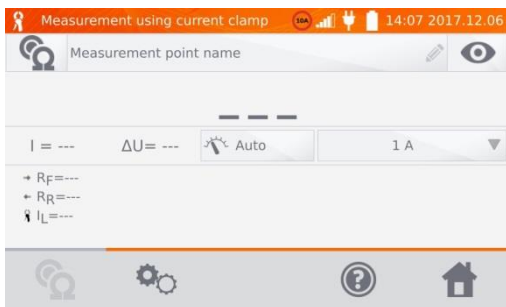 Measurement using current clamp 10A 14:07 2017.12.06
Measurement point name
---
I = --- ΔU= --- Auto 1 A
→ RF=---
← RR=---
IL=---
?